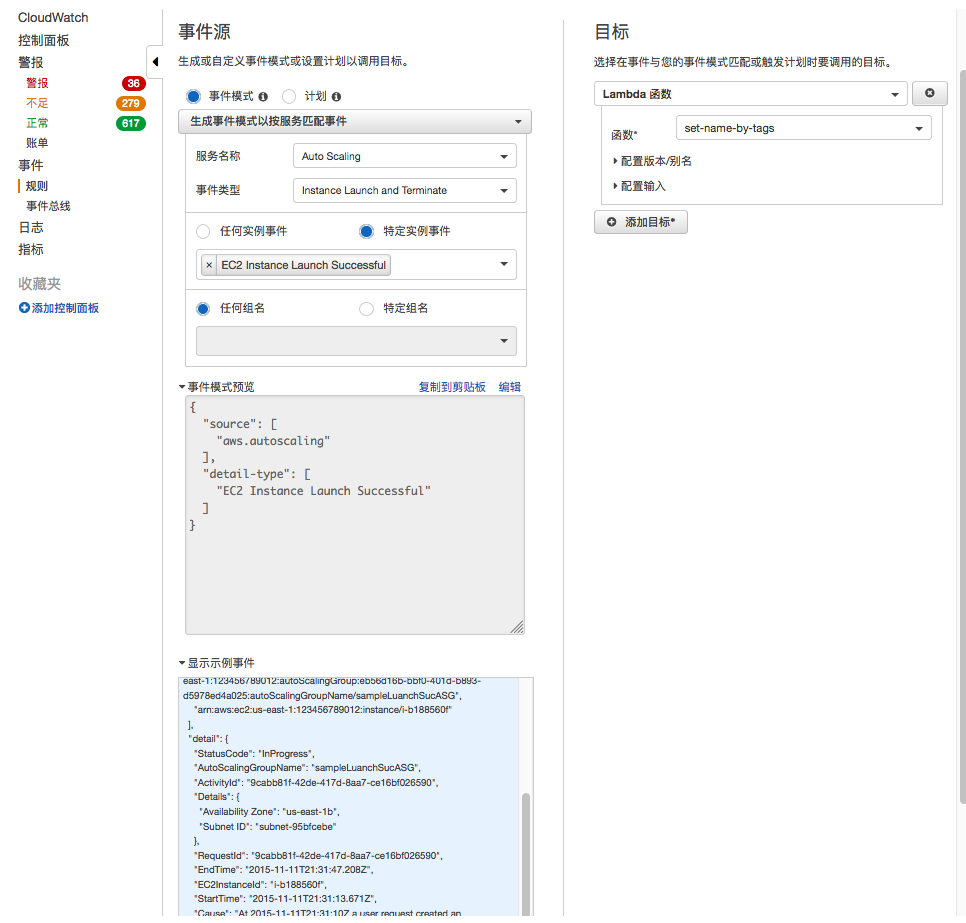 CloudWatch
控制面板
警报
警报 36
不足 279
正常 617
账单
事件
规则
事件总线
日志
指标
收藏夹
添加控制面板
事件源
生成或自定义事件模式或设置计划以调用目标。
事件模式 计划
生成事件模式以按服务匹配事件
服务名称 Auto Scaling
事件类型 Instance Launch and Terminate
任何实例事件 特定实例事件
× EC2 Instance Launch Successful
任何组名 特定组名
事件模式预览 复制到剪贴板 编辑
{
"source": [
"aws.autoscaling"
],
"detail-type": [
"EC2 Instance Launch Successful"
]
}
显示示例事件
east-1:123456789012:autoScalingGroup:eb56d16b-bbf0-401d-b893-
d5978ed4a025:autoScalingGroupName/sampleLuanchSucASG",
"arn:aws:ec2:us-east-1:123456789012:instance/i-b188560f"
],
"detail": {
"StatusCode": "InProgress",
"AutoScalingGroupName": "sampleLuanchSucASG",
"ActivityId": "9cabb81f-42de-417d-8aa7-ce16bf026590",
"Details": {
"Availability Zone": "us-east-1b",
"Subnet ID": "subnet-95bfcebe"
},
"RequestId": "9cabb81f-42de-417d-8aa7-ce16bf026590",
"EndTime": "2015-11-11T21:31:47.208Z",
"EC2InstanceId": "i-b188560f",
"StartTime": "2015-11-11T21:31:13.671Z",
"Cause": "At 2015-11-11T21:31:10Z a user request created an
目标
选择在事件与您的事件模式匹配或触发计划时要调用的目标。
Lambda 函数
函数* set-name-by-tags
配置版本/别名
配置输入
添加目标*